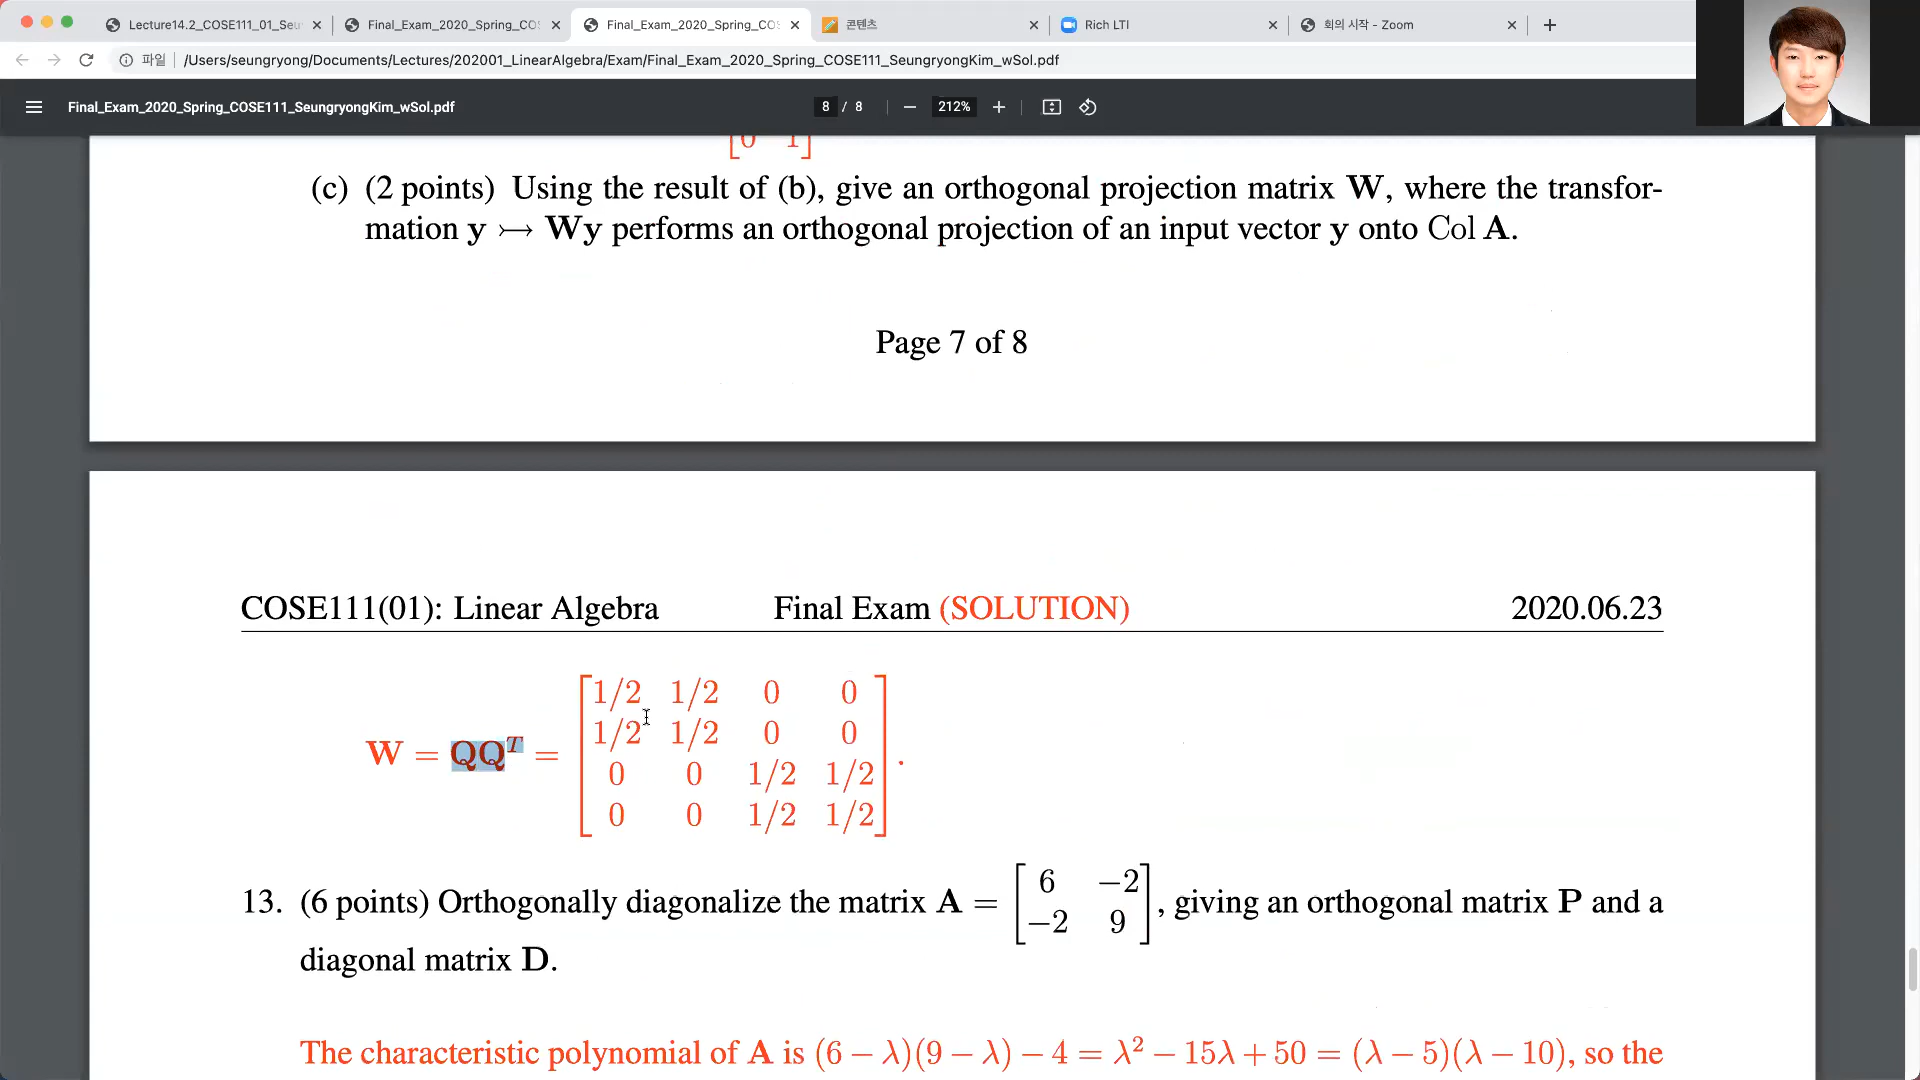 Lecture14.2_COSE111_01_Seu
Final_Exam_2020_Spring_COS
Final_Exam_2020_Spring_COS
콘텐츠
Rich LTI
회의 시작 - Zoom
파일 /Users/seungryong/Documents/Lectures/202001_LinearAlgebra/Exam/Final_Exam_2020_Spring_COSE111_SeungryongKim_wSol.pdf
Final_Exam_2020_Spring_COSE111_SeungryongKim_wSol.pdf
8 / 8
212%
[0 1]
(c) (2 points) Using the result of (b), give an orthogonal projection matrix W, where the transfor-
mation y ↣ Wy performs an orthogonal projection of an input vector y onto Col A.
Page 7 of 8
COSE111(01): Linear Algebra Final Exam (SOLUTION) 2020.06.23
1/2 1/2 0 0
1/2 1/2 0 0
W = QQ^T = .
0 0 1/2 1/2
0 0 1/2 1/2
6 −2
13. (6 points) Orthogonally diagonalize the matrix A = , giving an orthogonal matrix P and a
−2 9
diagonal matrix D.
The characteristic polynomial of A is (6 − λ)(9 − λ) − 4 = λ² − 15λ + 50 = (λ − 5)(λ − 10), so the